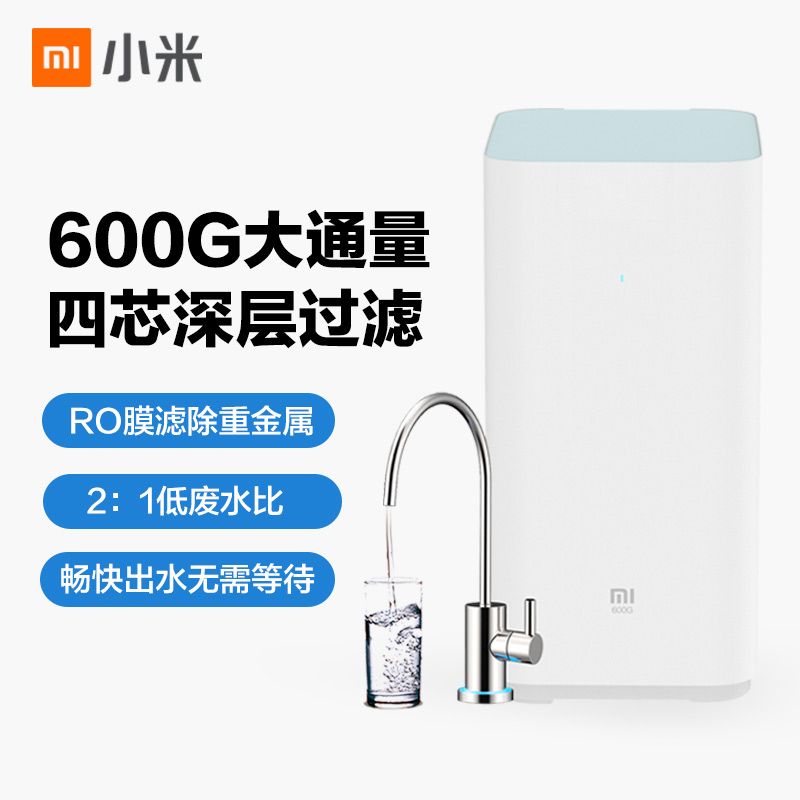 mi 小米
600G大通量
四芯深层过滤
RO膜滤除重金属
2：1低废水比
畅快出水无需等待
mi
600G